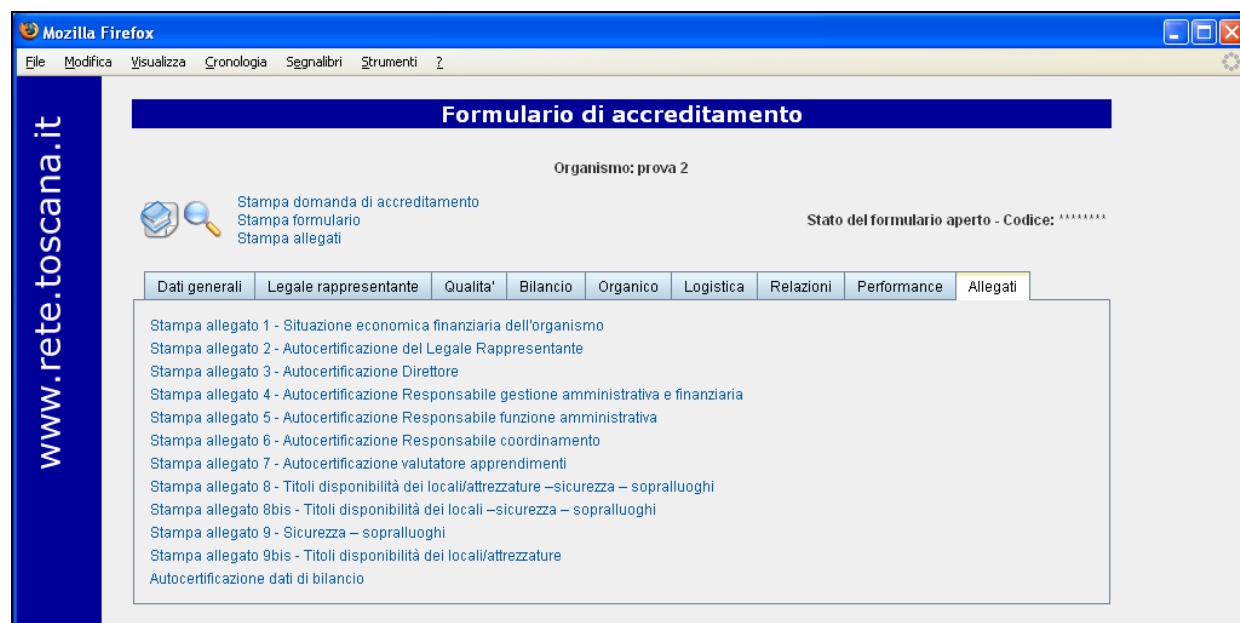 Mozilla Firefox
File Modifica Visualizza Cronologia Segnalibri Strumenti ?
www.rete.toscana.it
Formulario di accreditamento
Organismo: prova 2
Stampa domanda di accreditamento
Stampa formulario
Stampa allegati
Stato del formulario aperto - Codice: ********
Dati generali Legale rappresentante Qualita' Bilancio Organico Logistica Relazioni Performance Allegati
Stampa allegato 1 - Situazione economica finanziaria dell'organismo
Stampa allegato 2 - Autocertificazione del Legale Rappresentante
Stampa allegato 3 - Autocertificazione Direttore
Stampa allegato 4 - Autocertificazione Responsabile gestione amministrativa e finanziaria
Stampa allegato 5 - Autocertificazione Responsabile funzione amministrativa
Stampa allegato 6 - Autocertificazione Responsabile coordinamento
Stampa allegato 7 - Autocertificazione valutatore apprendimenti
Stampa allegato 8 - Titoli disponibilità dei locali/attrezzature –sicurezza – sopralluoghi
Stampa allegato 8bis - Titoli disponibilità dei locali –sicurezza – sopralluoghi
Stampa allegato 9 - Sicurezza – sopralluoghi
Stampa allegato 9bis - Titoli disponibilità dei locali/attrezzature
Autocertificazione dati di bilancio